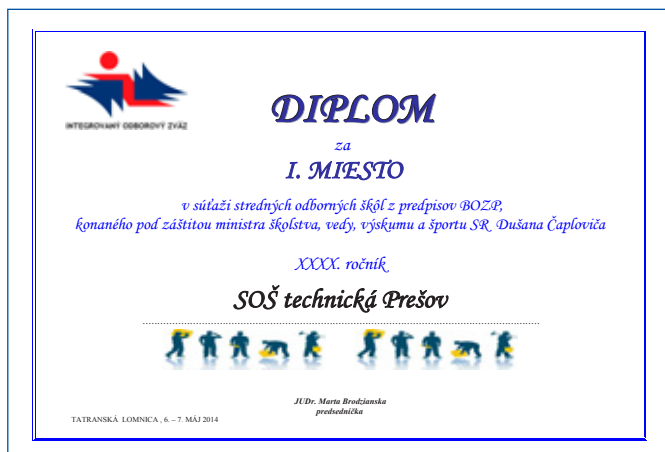 INTEGROVANÝ ODBOROVÝ ZVÄZ
DIPLOM
za
I. MIESTO
v súťaži stredných odborných škôl z predpisov BOZP,
konaného pod záštitou ministra školstva, vedy, výskumu a športu SR Dušana Čaploviča
XXXX. ročník
SOŠ technická Prešov
JUDr. Marta Brodzianska
predsedníčka
TATRANSKÁ LOMNICA , 6. – 7. MÁJ 2014